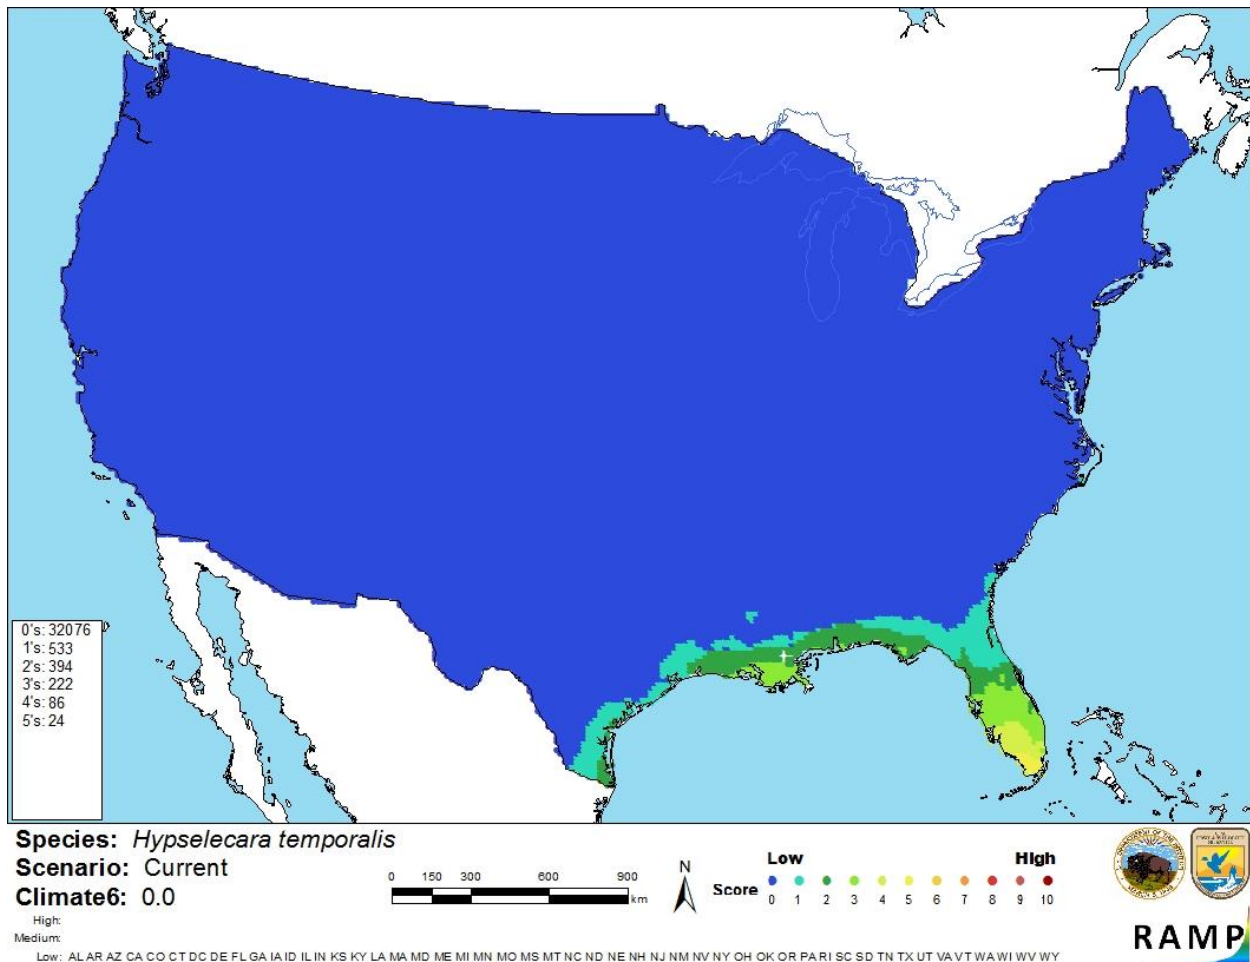 0's: 32076
1's: 533
2's: 394
3's: 222
4's: 86
5's: 24
Species: Hypselecara temporalis
Scenario: Current
Climate6: 0.0
High:
Medium:
Low: AL AR AZ CA CO CT DC DE FL GA IA ID IL IN KS KY LA MA MD ME MI MN MO MS MT NC ND NE NH NJ NM NV NY OH OK OR PA RI SC SD TN TX UT VA VT WA WI WV WY
0 150 300 600 900
km
N
Low High
Score
0 1 2 3 4 5 6 7 8 9 10
RAMP